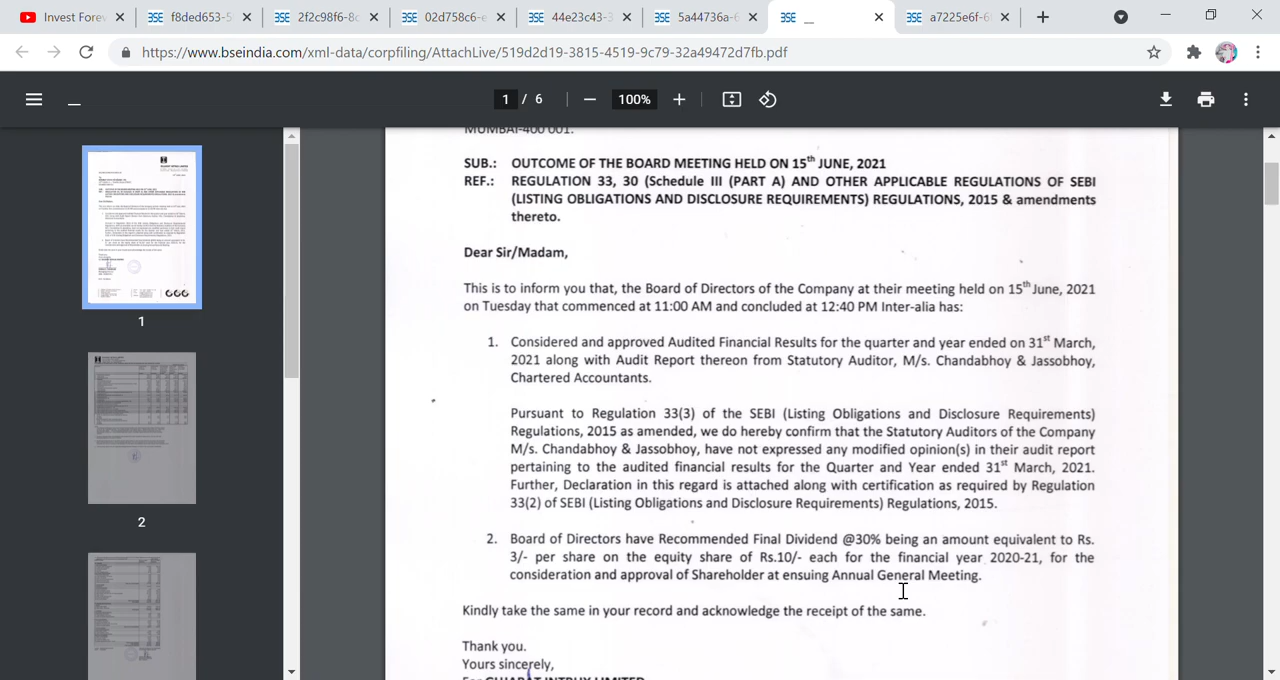 Invest Fore
f8ded653-5
2f2c98f6-8
02d758c6-e
44e23c43-3
5a44736a-6
__
a7225e6f-6
https://www.bseindia.com/xml-data/corpfiling/AttachLive/519d2d19-3815-4519-9c79-32a49472d7fb.pdf
_
1 / 6
100%
MUMBAI-400 001.
SUB.: OUTCOME OF THE BOARD MEETING HELD ON 15th JUNE, 2021
REF.: REGULATION 33, 30 (Schedule III (PART A) AND OTHER APPLICABLE REGULATIONS OF SEBI
(LISTING OBLIGATIONS AND DISCLOSURE REQUIREMENTS) REGULATIONS, 2015 & amendments
thereto.
Dear Sir/Madam,
This is to inform you that, the Board of Directors of the Company at their meeting held on 15th June, 2021
on Tuesday that commenced at 11:00 AM and concluded at 12:40 PM Inter-alia has:
1. Considered and approved Audited Financial Results for the quarter and year ended on 31st March,
2021 along with Audit Report thereon from Statutory Auditor, M/s. Chandabhoy & Jassobhoy,
Chartered Accountants.
Pursuant to Regulation 33(3) of the SEBI (Listing Obligations and Disclosure Requirements)
Regulations, 2015 as amended, we do hereby confirm that the Statutory Auditors of the Company
M/s. Chandabhoy & Jassobhoy, have not expressed any modified opinion(s) in their audit report
pertaining to the audited financial results for the Quarter and Year ended 31st March, 2021.
Further, Declaration in this regard is attached along with certification as required by Regulation
33(2) of SEBI (Listing Obligations and Disclosure Requirements) Regulations, 2015.
2. Board of Directors have Recommended Final Dividend @30% being an amount equivalent to Rs.
3/- per share on the equity share of Rs.10/- each for the financial year 2020-21, for the
consideration and approval of Shareholder at ensuing Annual General Meeting.
Kindly take the same in your record and acknowledge the receipt of the same.
Thank you.
Yours sincerely,
For GUJARAT INTRUX LIMITED
1
2